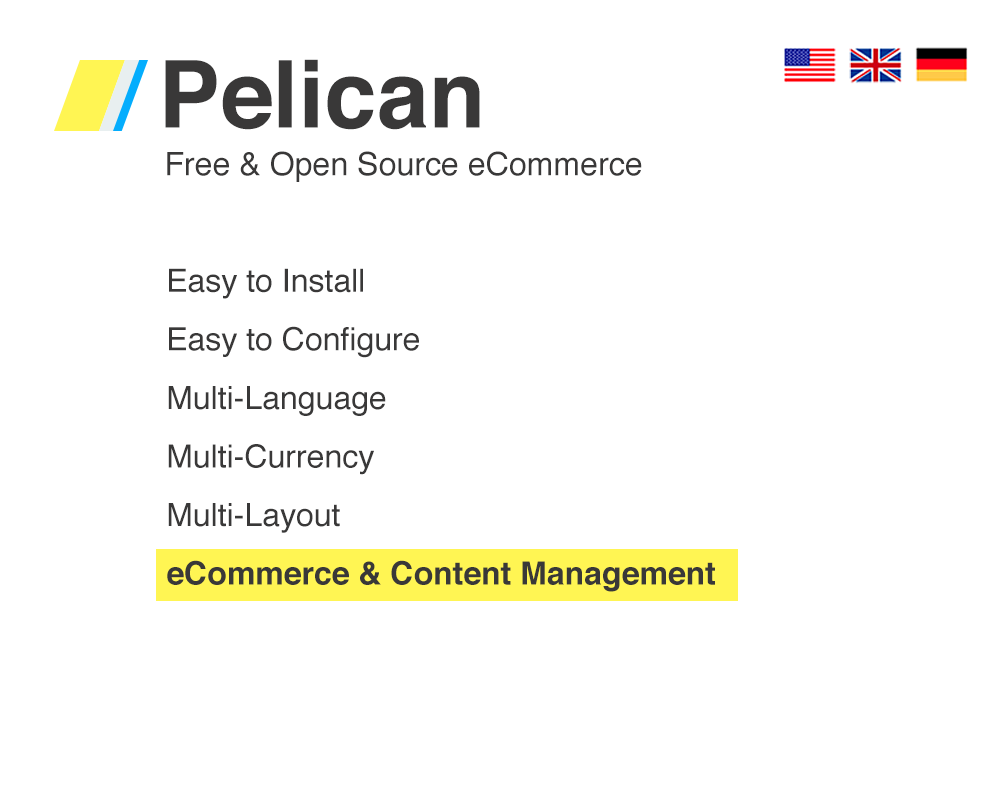 Pelican
Free & Open Source eCommerce
Easy to Install
Easy to Configure
Multi-Language
Multi-Currency
Multi-Layout
eCommerce & Content Management